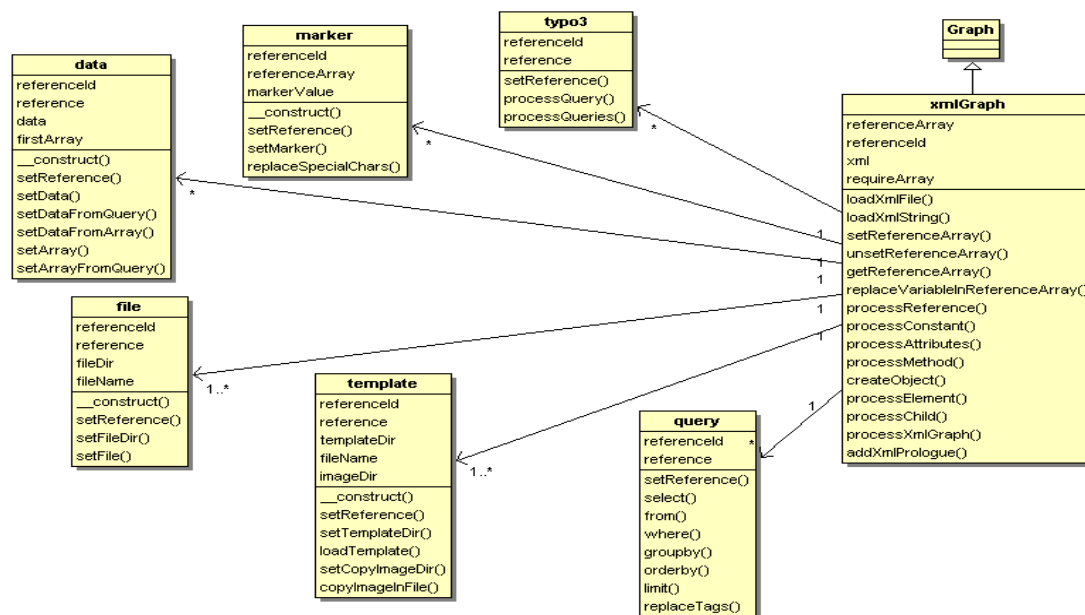 typo3
referenceId
reference
setReference()
processQuery()
processQueries()
*
Graph
marker
referenceId
referenceArray
markerValue
__construct()
setReference()
setMarker()
replaceSpecialChars()
*
data
referenceId
reference
data
firstArray
__construct()
setReference()
setData()
setDataFromQuery()
setDataFromArray()
setArray()
setArrayFromQuery()
*
xmlGraph
referenceArray
referenceId
xml
requireArray
loadXmlFile()
loadXmlString()
setReferenceArray()
unsetReferenceArray()
getReferenceArray()
replaceVariableInReferenceArray()
processReference()
processConstant()
processAttributes()
processMethod()
createObject()
processElement()
processChild()
processXmlGraph()
addXmlPrologue()
1
1
1
1
1
1
file
referenceId
reference
fileDir
fileName
__construct()
setReference()
setFileDir()
setFile()
1..*
template
referenceId
reference
templateDir
fileName
imageDir
__construct()
setReference()
setTemplateDir()
loadTemplate()
setCopyImageDir()
copyImageInFile()
1..*
query
referenceId
*
reference
setReference()
select()
from()
where()
groupby()
orderby()
limit()
replaceTags()